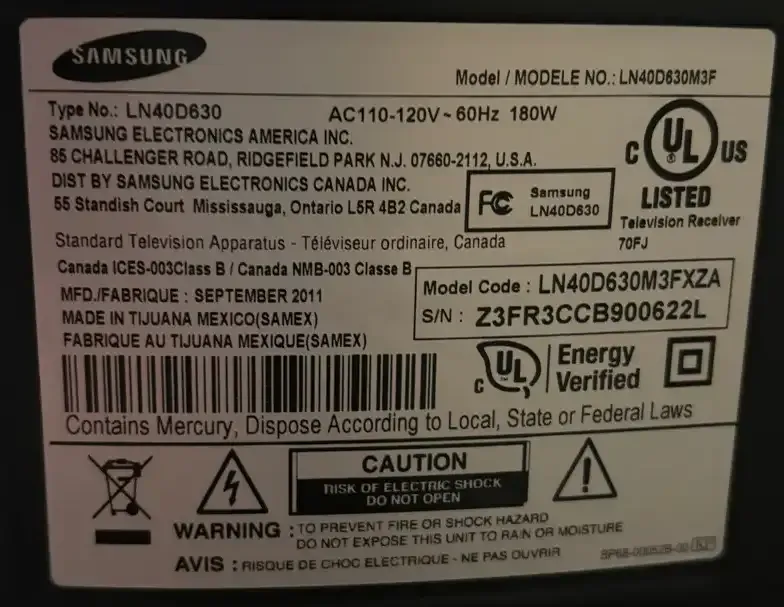 SAMSUNG
Model / MODELE NO.: LN40D630M3F
Type No.: LN40D630
AC110-120V ~ 60Hz 180W
SAMSUNG ELECTRONICS AMERICA INC.
85 CHALLENGER ROAD, RIDGEFIELD PARK N.J. 07660-2112, U.S.A.
DIST BY SAMSUNG ELECTRONICS CANADA INC.
55 Standish Court Mississauga, Ontario L5R 4B2 Canada
FC Samsung
LN40D630
C UL US
LISTED
Television Receiver
70FJ
Standard Television Apparatus - Téléviseur ordinaire, Canada
Canada ICES-003Class B / Canada NMB-003 Classe B
MFD./FABRIQUE : SEPTEMBER 2011
MADE IN TIJUANA MEXICO(SAMEX)
FABRIQUE AU TIJUANA MEXIQUE(SAMEX)
Model Code : LN40D630M3FXZA
S/N : Z3FR3CCB900622L
C UL Energy
Verified
Contains Mercury, Dispose According to Local, State or Federal Laws
CAUTION
RISK OF ELECTRIC SHOCK
DO NOT OPEN
WARNING : TO PREVENT FIRE OR SHOCK HAZARD
DO NOT EXPOSE THIS UNIT TO RAIN OR MOISTURE
AVIS : RISQUE DE CHOC ELECTRIQUE - NE PAS OUVRIR